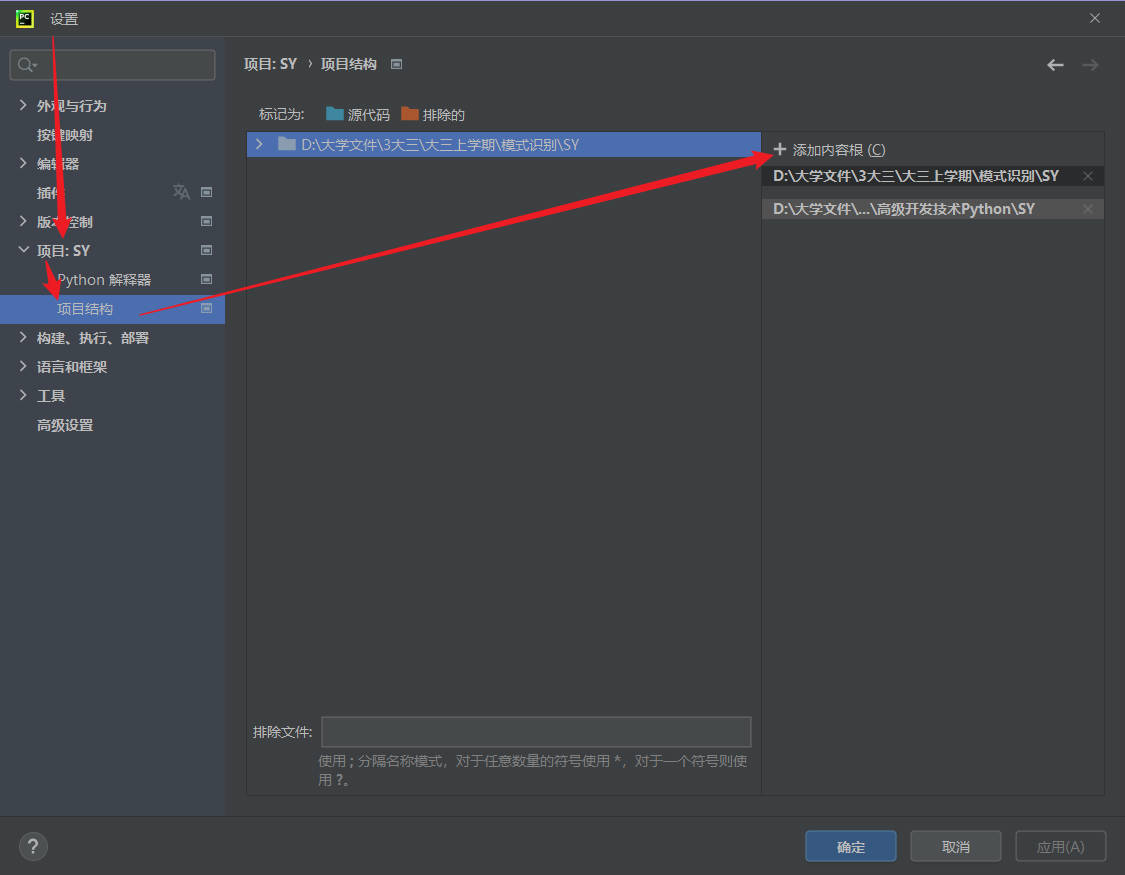 PC
设置
外观与行为
按键映射
编辑器
插件
版本控制
项目: SY
Python 解释器
项目结构
构建、执行、部署
语言和框架
工具
高级设置
项目: SY › 项目结构
标记为: 源代码 排除的
D:\大学文件\3大三\大三上学期\模式识别\SY
添加内容根 (C)
D:\大学文件\3大三\大三上学期\模式识别\SY
D:\大学文件\...\高级开发技术Python\SY
排除文件:
使用 ; 分隔名称模式，对于任意数量的符号使用 *，对于一个符号则使
用 ?。
?
确定
取消
应用(A)